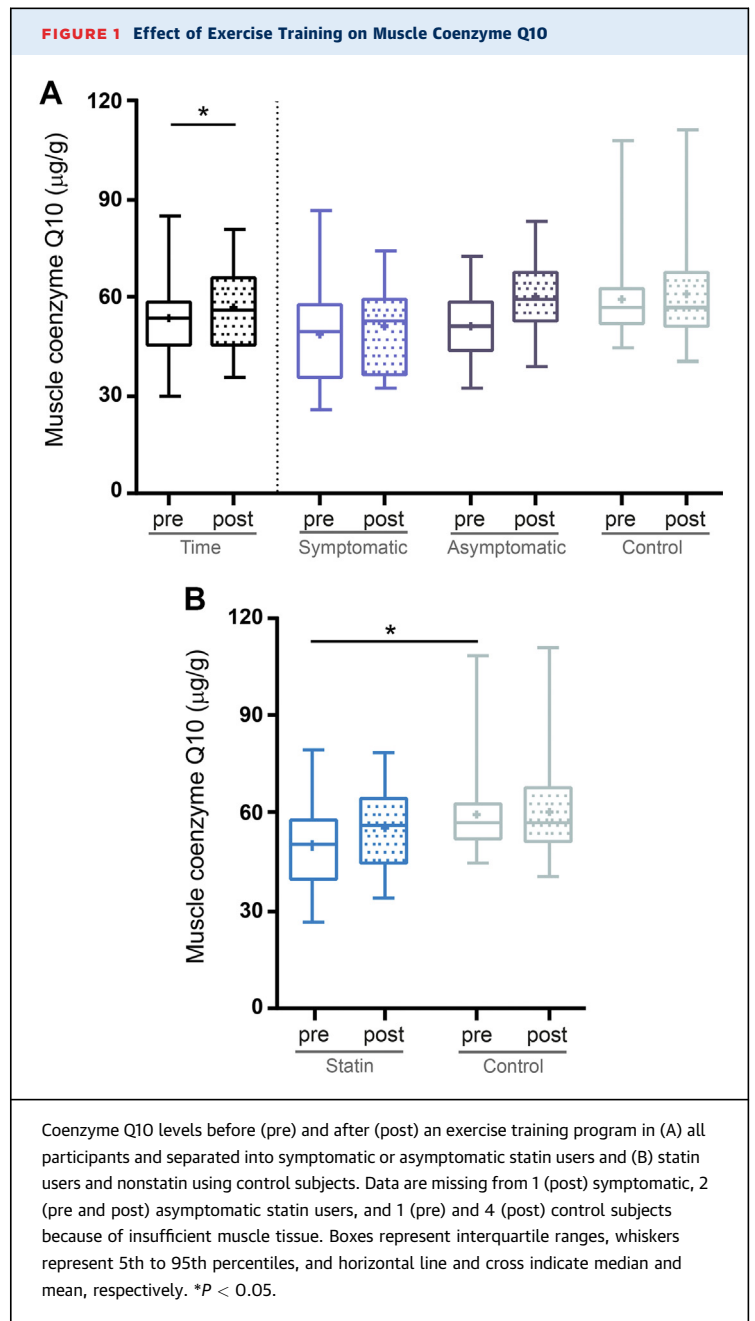 FIGURE 1 Effect of Exercise Training on Muscle Coenzyme Q10
A
Muscle coenzyme Q10 (µg/g)
120
90
60
30
0
*
pre post pre post pre post pre post
Time Symptomatic Asymptomatic Control
B
Muscle coenzyme Q10 (µg/g)
120
90
60
30
0
*
pre post pre post
Statin Control
Coenzyme Q10 levels before (pre) and after (post) an exercise training program in (A) all
participants and separated into symptomatic or asymptomatic statin users and (B) statin
users and nonstatin using control subjects. Data are missing from 1 (post) symptomatic, 2
(pre and post) asymptomatic statin users, and 1 (pre) and 4 (post) control subjects
because of insufficient muscle tissue. Boxes represent interquartile ranges, whiskers
represent 5th to 95th percentiles, and horizontal line and cross indicate median and
mean, respectively. *P < 0.05.